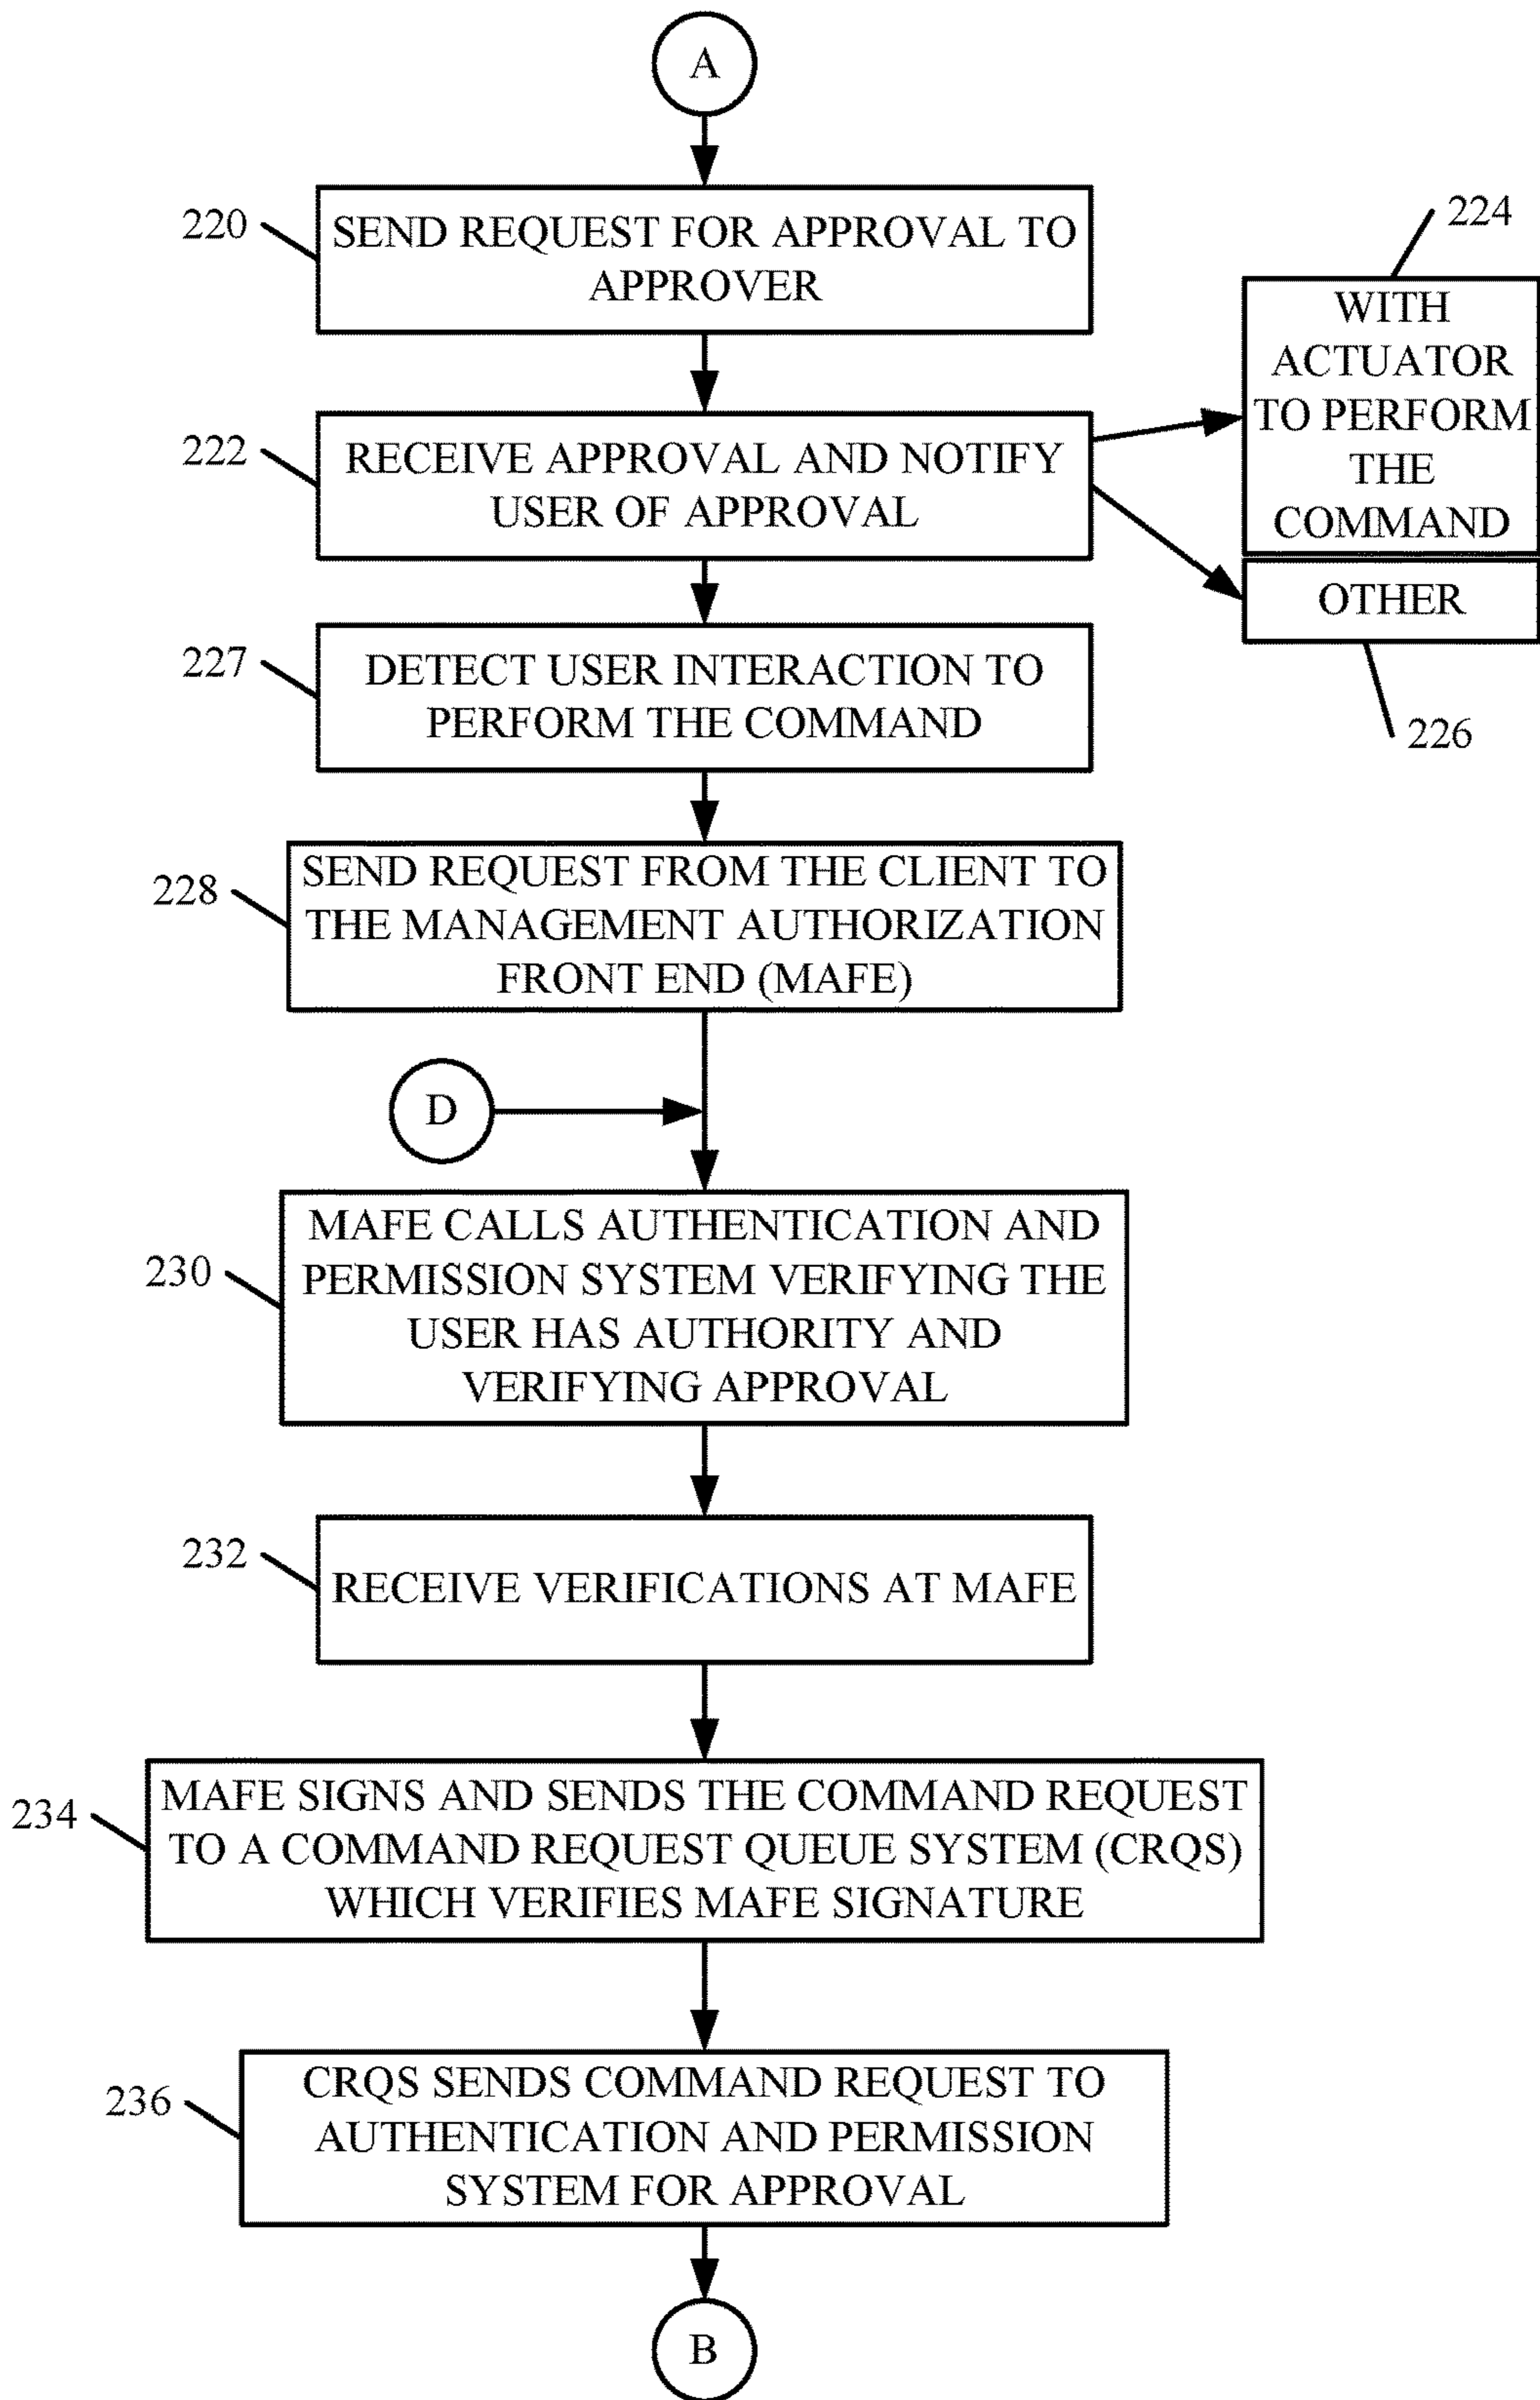 A
220
SEND REQUEST FOR APPROVAL TO
APPROVER
224
WITH
ACTUATOR
TO PERFORM
THE
COMMAND
222
RECEIVE APPROVAL AND NOTIFY
USER OF APPROVAL
OTHER
226
227
DETECT USER INTERACTION TO
PERFORM THE COMMAND
228
SEND REQUEST FROM THE CLIENT TO
THE MANAGEMENT AUTHORIZATION
FRONT END (MAFE)
D
230
MAFE CALLS AUTHENTICATION AND
PERMISSION SYSTEM VERIFYING THE
USER HAS AUTHORITY AND
VERIFYING APPROVAL
232
RECEIVE VERIFICATIONS AT MAFE
234
MAFE SIGNS AND SENDS THE COMMAND REQUEST
TO A COMMAND REQUEST QUEUE SYSTEM (CRQS)
WHICH VERIFIES MAFE SIGNATURE
236
CRQS SENDS COMMAND REQUEST TO
AUTHENTICATION AND PERMISSION
SYSTEM FOR APPROVAL
B